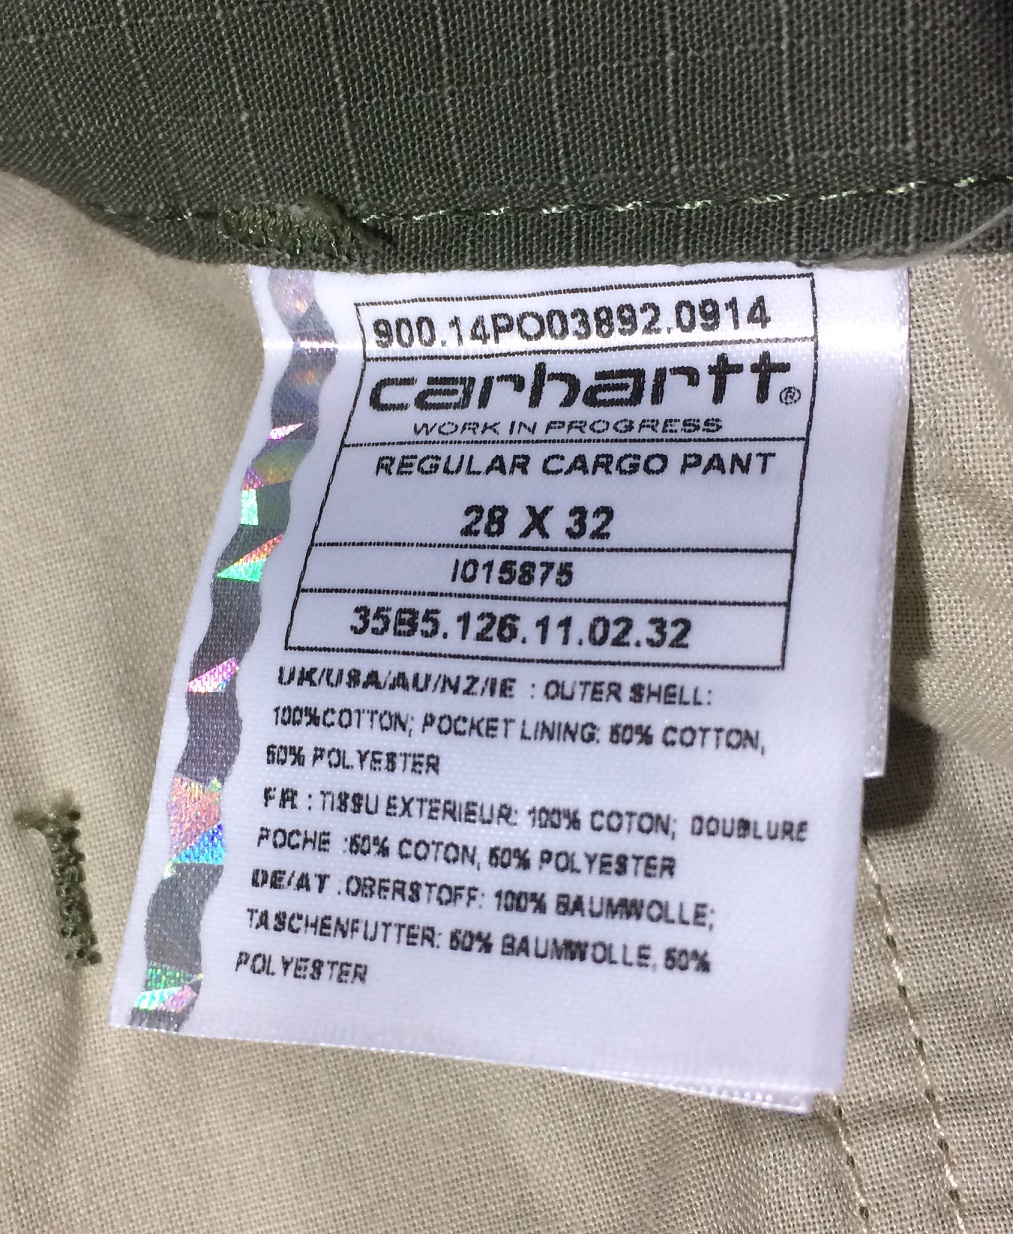 900.14PO03892.0914
carhartt®
WORK IN PROGRESS
REGULAR CARGO PANT
28 X 32
I015875
35B5.126.11.02.32
UK/USA/AU/NZ/IE : OUTER SHELL:
100%COTTON; POCKET LINING: 50% COTTON,
50% POLYESTER
FR : TISSU EXTERIEUR: 100% COTON; DOUBLURE
POCHE :50% COTON, 50% POLYESTER
DE/AT .OBERSTOFF: 100% BAUMWOLLE;
TASCHENFUTTER: 50% BAUMWOLLE, 50%
POLYESTER